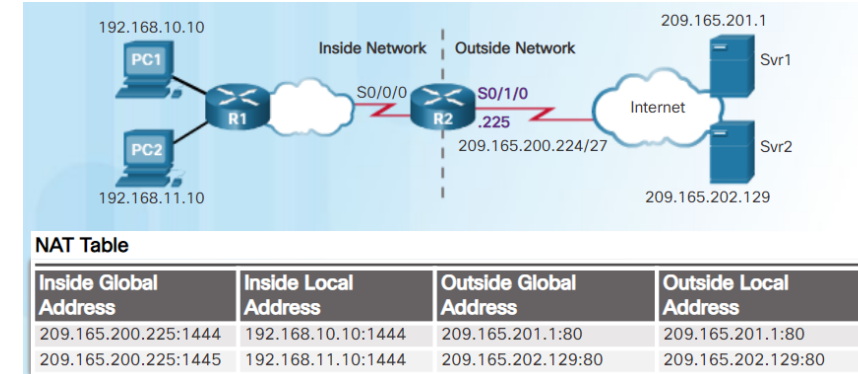 192.168.10.10
209.165.201.1
PC1
Inside Network
Outside Network
Svr1
S0/0/0
S0/1/0
Internet
R1
R2
.225
PC2
209.165.200.224/27
Svr2
192.168.11.10
209.165.202.129
NAT Table
Inside Global Address Inside Local Address Outside Global Address Outside Local Address
209.165.200.225:1444 192.168.10.10:1444 209.165.201.1:80 209.165.201.1:80
209.165.200.225:1445 192.168.11.10:1444 209.165.202.129:80 209.165.202.129:80